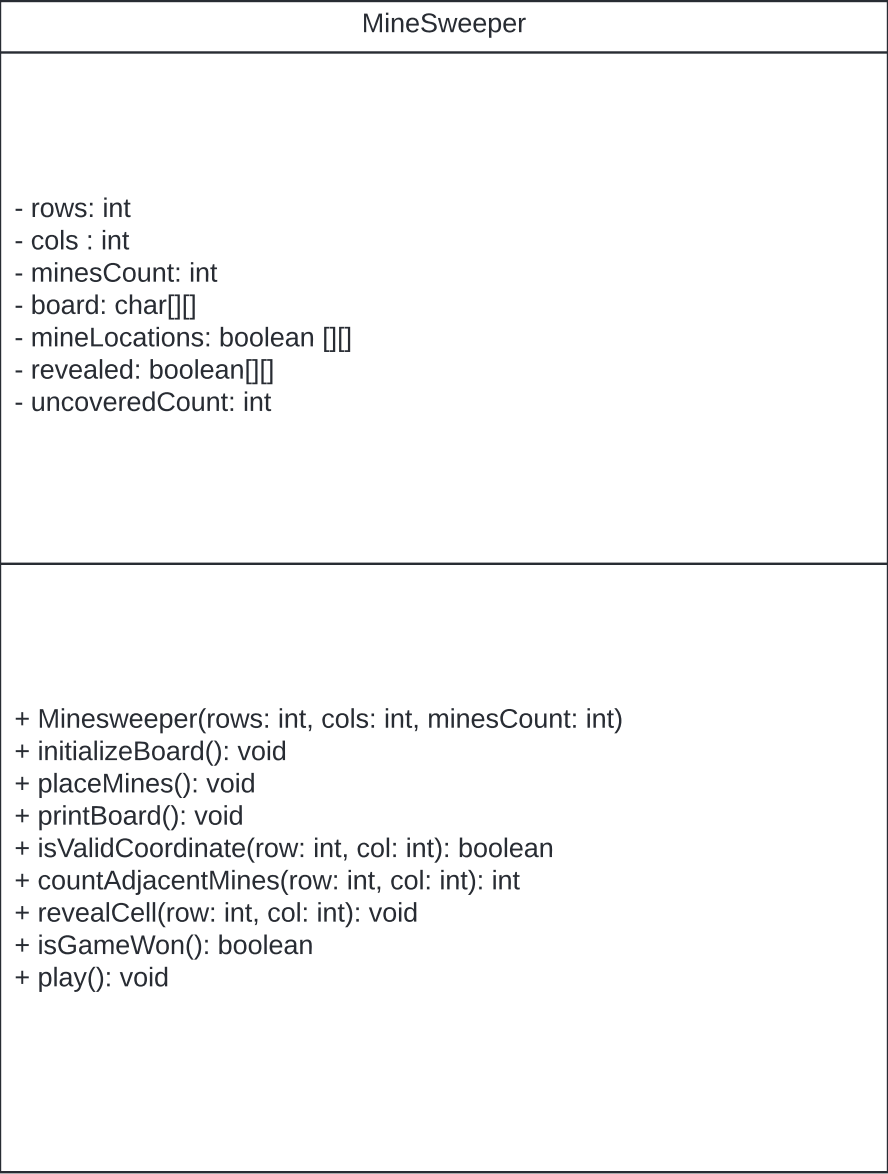 MineSweeper
- rows: int
- cols : int
- minesCount: int
- board: char[][]
- mineLocations: boolean [][]
- revealed: boolean[][]
- uncoveredCount: int
+ Minesweeper(rows: int, cols: int, minesCount: int)
+ initializeBoard(): void
+ placeMines(): void
+ printBoard(): void
+ isValidCoordinate(row: int, col: int): boolean
+ countAdjacentMines(row: int, col: int): int
+ revealCell(row: int, col: int): void
+ isGameWon(): boolean
+ play(): void